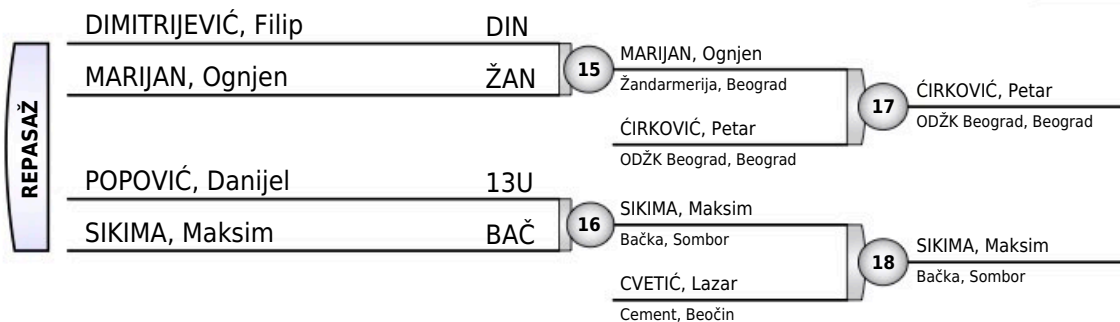 REPASAŽ
DIMITRIJEVIĆ, Filip DIN
MARIJAN, Ognjen ŽAN
15
MARIJAN, Ognjen
Žandarmerija, Beograd
ĆIRKOVIĆ, Petar
ODŽK Beograd, Beograd
17
ĆIRKOVIĆ, Petar
ODŽK Beograd, Beograd
POPOVIĆ, Danijel 13U
SIKIMA, Maksim BAČ
16
SIKIMA, Maksim
Bačka, Sombor
CVETIĆ, Lazar
Cement, Beočin
18
SIKIMA, Maksim
Bačka, Sombor